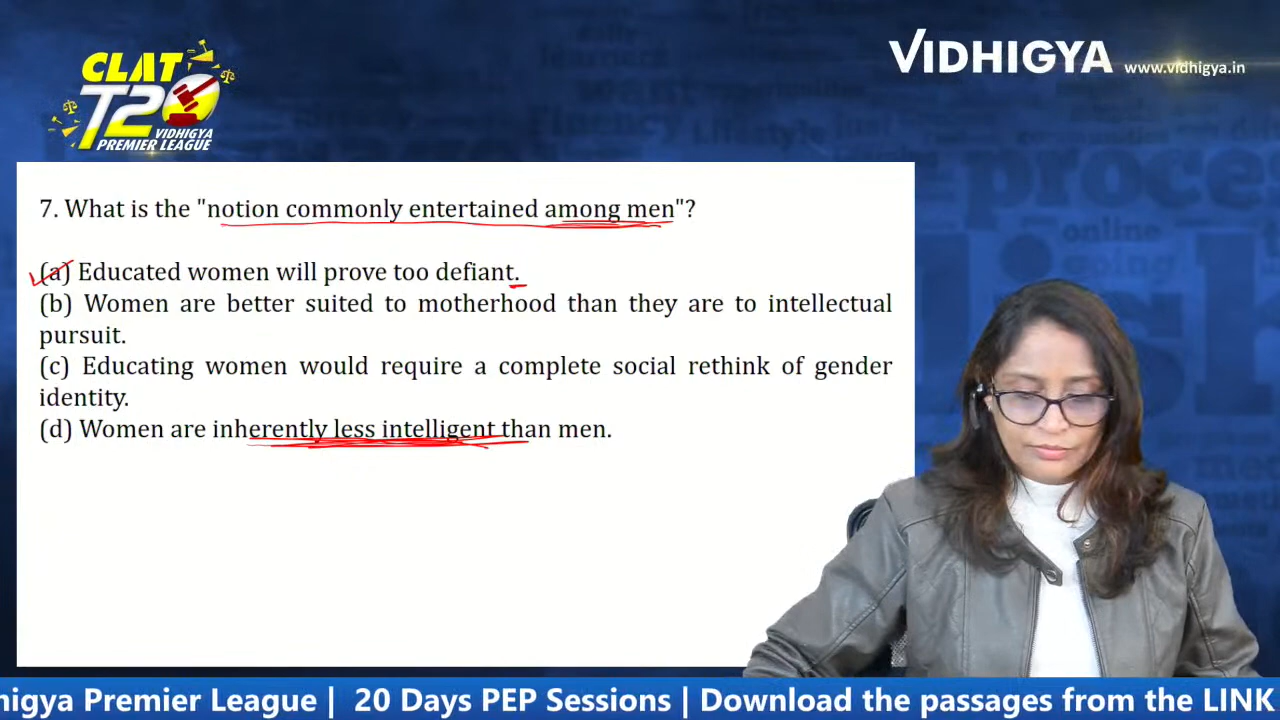 CLAT
T20
VIDHIGYA
PREMIER LEAGUE
VIDHIGYA www.vidhigya.in
7. What is the "notion commonly entertained among men"?
(a) Educated women will prove too defiant.
(b) Women are better suited to motherhood than they are to intellectual
pursuit.
(c) Educating women would require a complete social rethink of gender
identity.
(d) Women are inherently less intelligent than men.
higya Premier League | 20 Days PEP Sessions | Download the passages from the LINK